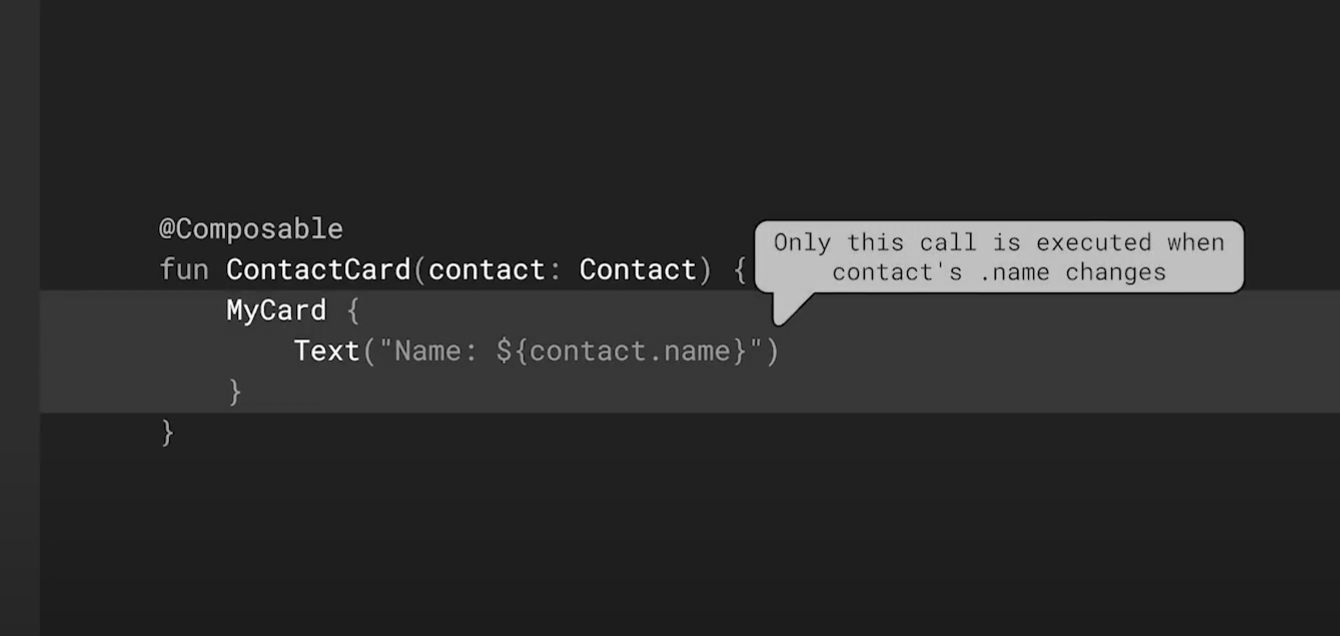 @Composable
fun ContactCard(contact: Contact) {
Only this call is executed when
contact's .name changes
MyCard {
Text("Name: ${contact.name}")
}
}